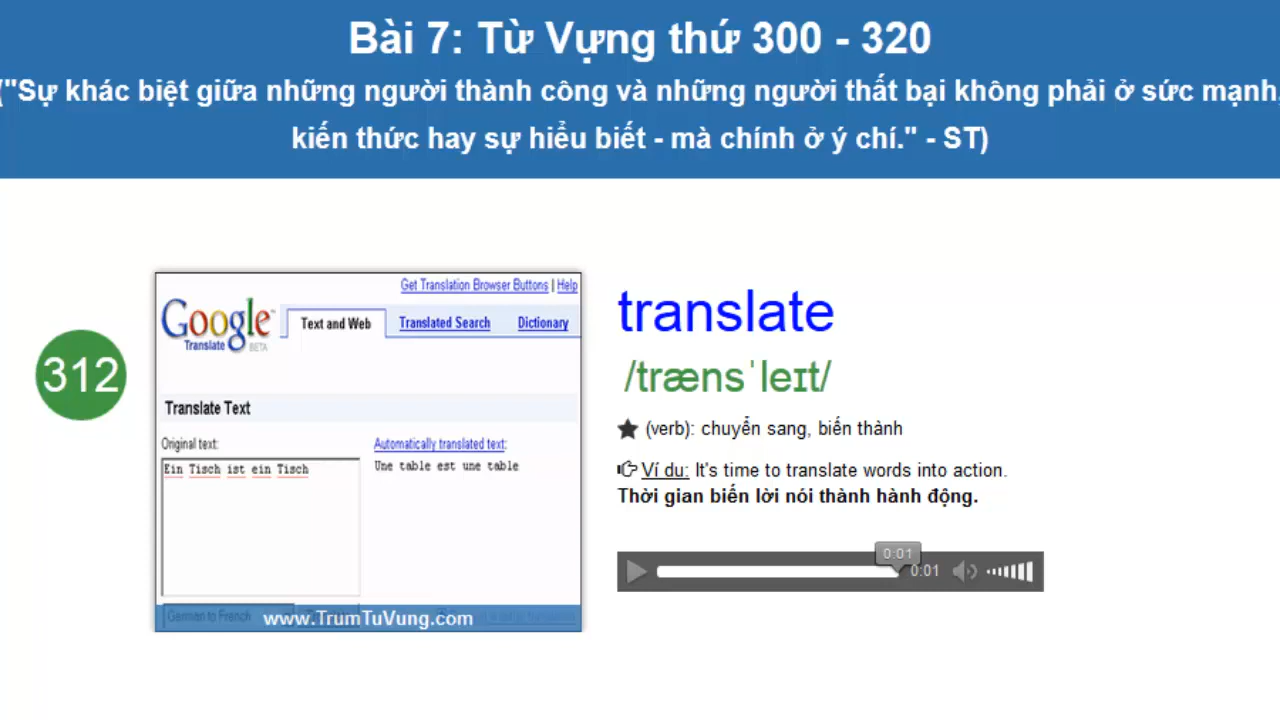 Bài 7: Từ Vựng thứ 300 - 320
("Sự khác biệt giữa những người thành công và những người thất bại không phải ở sức mạnh,
kiến thức hay sự hiểu biết - mà chính ở ý chí." - ST)
312
Get Translation Browser Buttons | Help
Google
Translate BETA
Text and Web Translated Search Dictionary
Translate Text
Original text: Automatically translated text:
Ein Tisch ist ein Tisch Une table est une table
German to French
www.TrumTuVung.com
translate
/trænsˈleɪt/
(verb): chuyển sang, biến thành
Ví dụ: It's time to translate words into action.
Thời gian biến lời nói thành hành động.
0:01
0:01